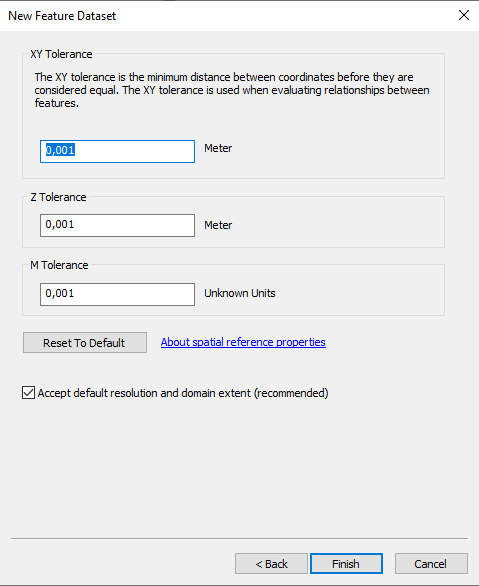 New Feature Dataset
XY Tolerance
The XY tolerance is the minimum distance between coordinates before they are
considered equal. The XY tolerance is used when evaluating relationships between
features.
0,001 Meter
Z Tolerance
0,001 Meter
M Tolerance
0,001 Unknown Units
Reset To Default About spatial reference properties
Accept default resolution and domain extent (recommended)
< Back Finish Cancel